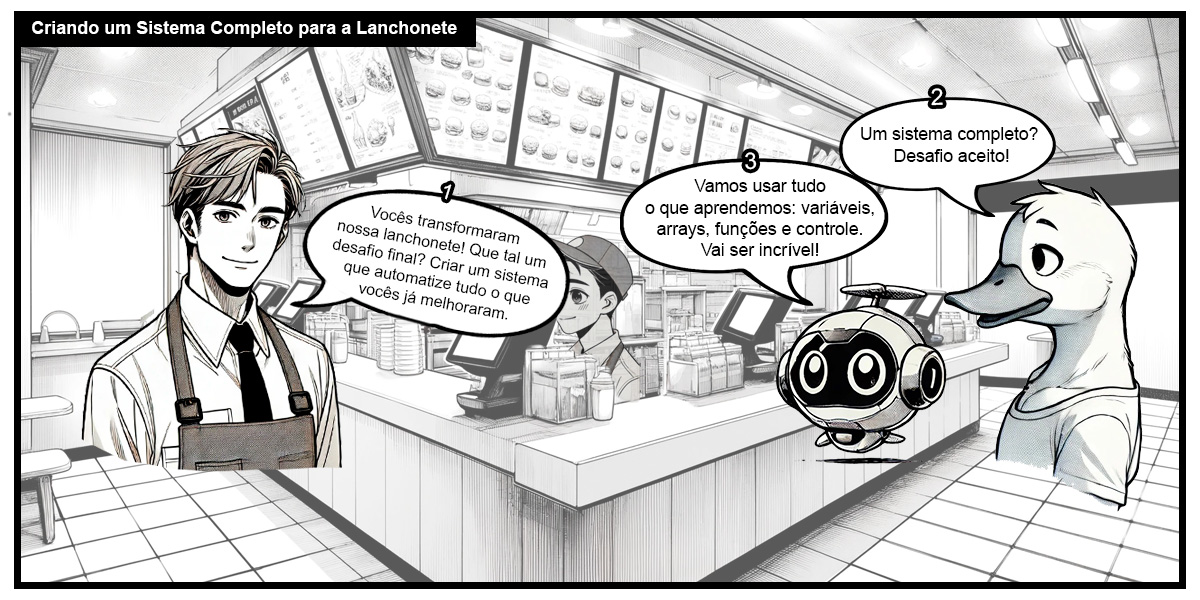 Criando um Sistema Completo para a Lanchonete
1
Vocês transformaram
nossa lanchonete! Que tal um
desafio final? Criar um sistema
que automatize tudo o que
vocês já melhoraram.
2
Um sistema completo?
Desafio aceito!
3
Vamos usar tudo
o que aprendemos: variáveis,
arrays, funções e controle.
Vai ser incrível!